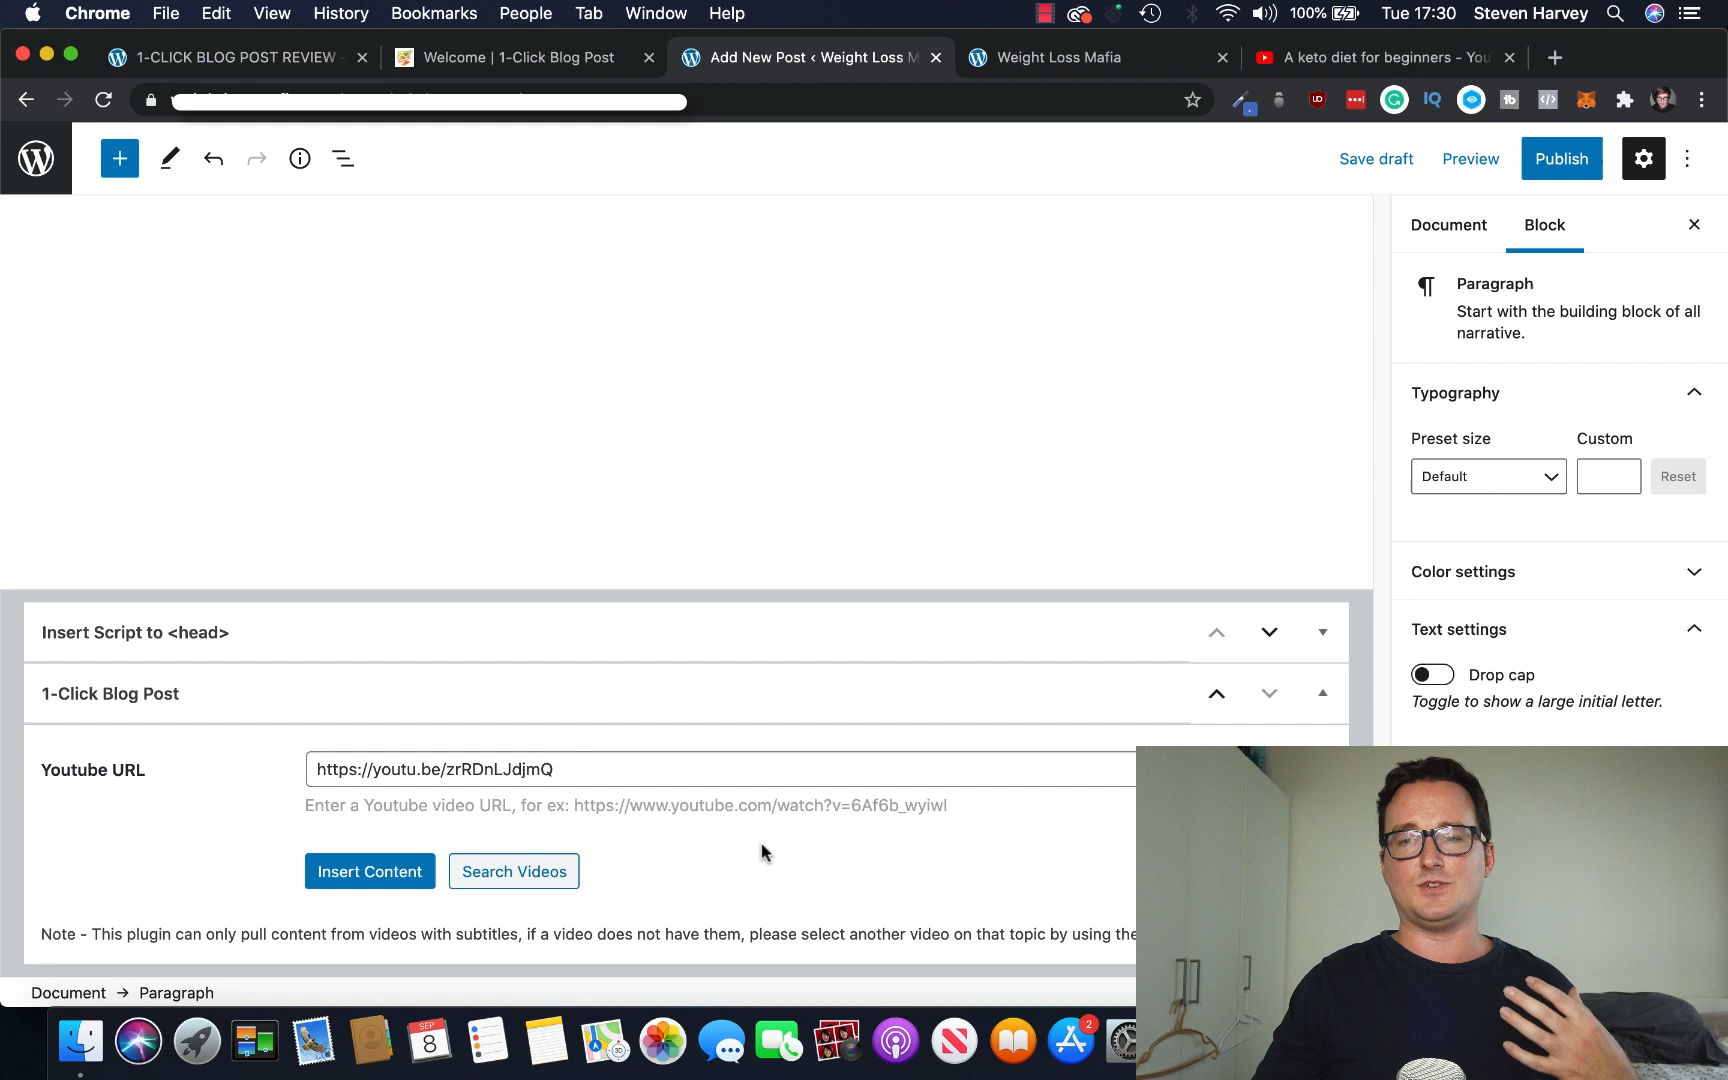 Chrome File Edit View History Bookmarks People Tab Window Help 100% Tue 17:30 Steven Harvey
1-CLICK BLOG POST REVIEW - Welcome | 1-Click Blog Post Add New Post ‹ Weight Loss M Weight Loss Mafia A keto diet for beginners - You
Save draft Preview Publish
Document Block
Paragraph
Start with the building block of all
narrative.
Typography
Preset size Custom
Default Reset
Color settings
Insert Script to <head>
Text settings
1-Click Blog Post
Drop cap
Toggle to show a large initial letter.
Youtube URL https://youtu.be/zrRDnLJdjmQ
Enter a Youtube video URL, for ex: https://www.youtube.com/watch?v=6Af6b_wyiwI
Insert Content Search Videos
Note - This plugin can only pull content from videos with subtitles, if a video does not have them, please select another video on that topic by using the
Document → Paragraph
SEP
8
3D
2